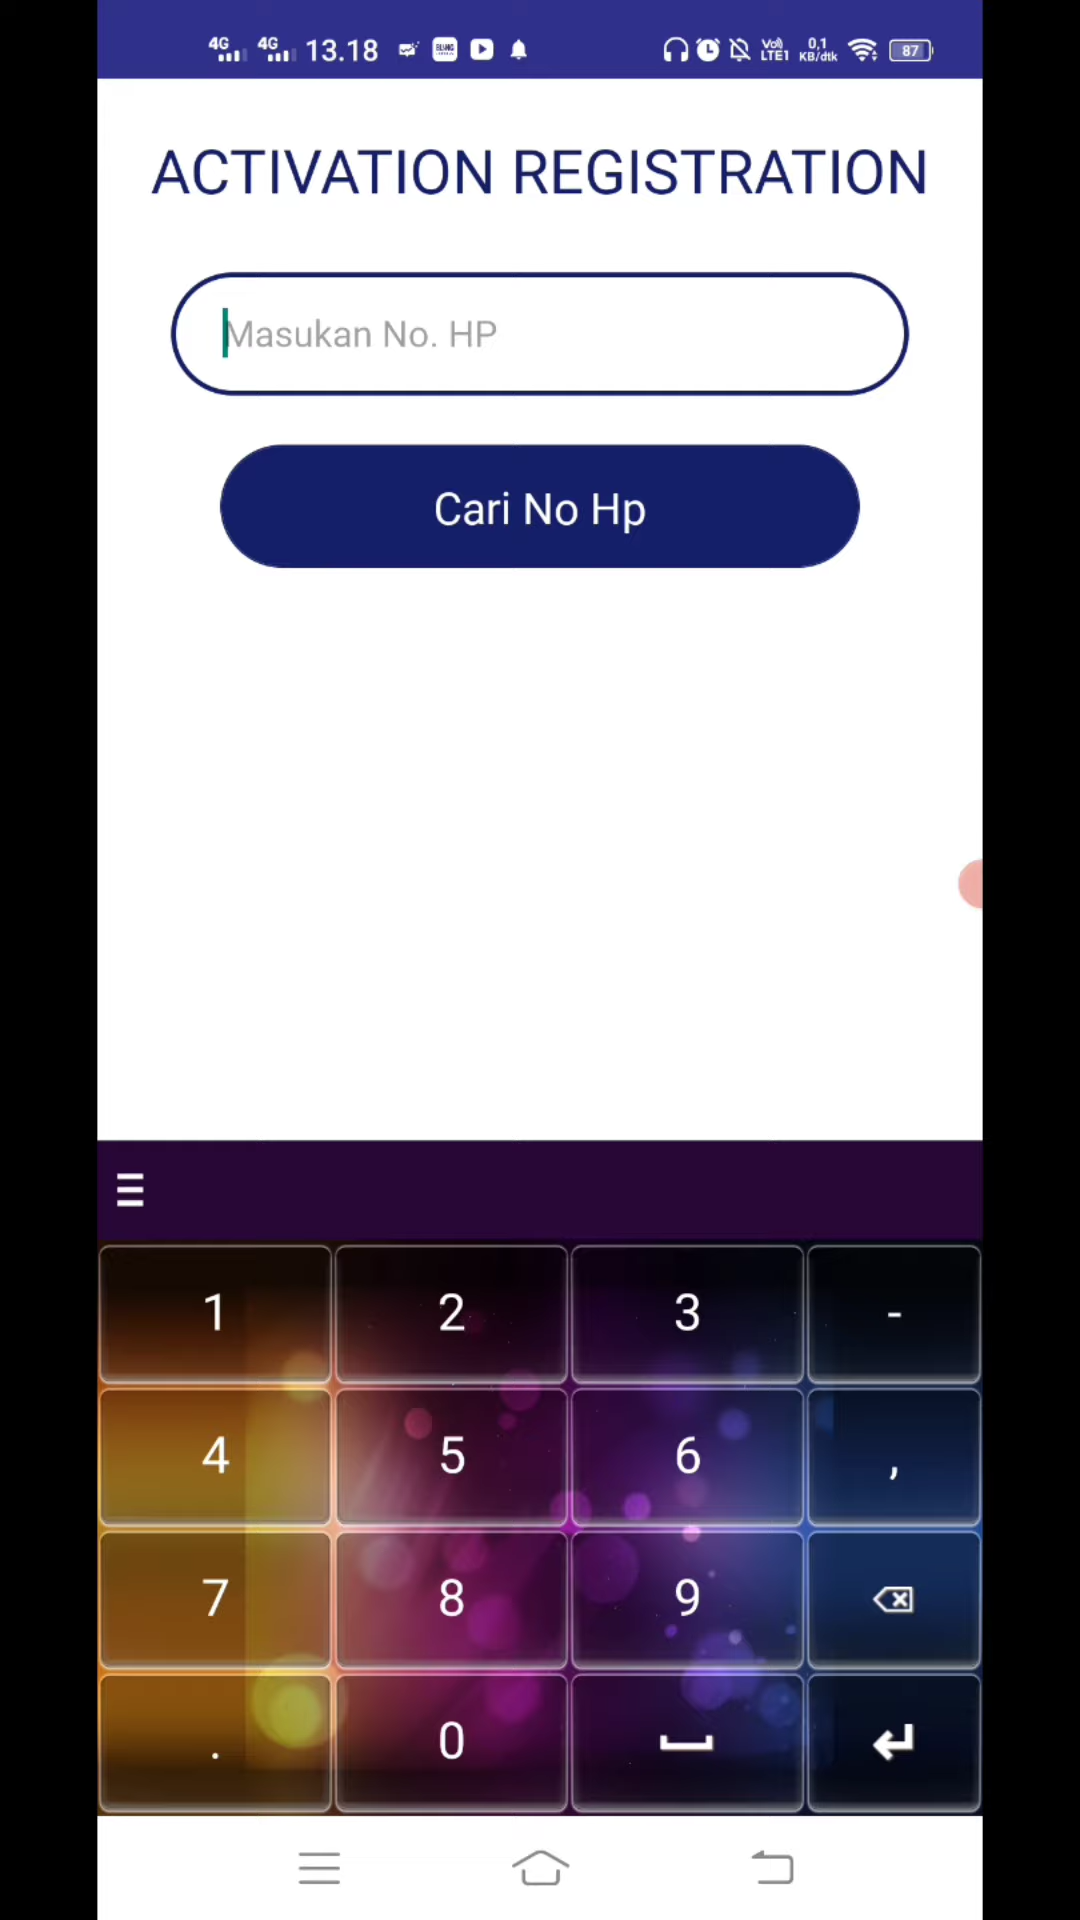 4G 4G 13.18 Vo) LTE1 0,1 KB/dtk 87
ACTIVATION REGISTRATION
Masukan No. HP
Cari No Hp
1 2 3 -
4 5 6 ,
7 8 9
. 0